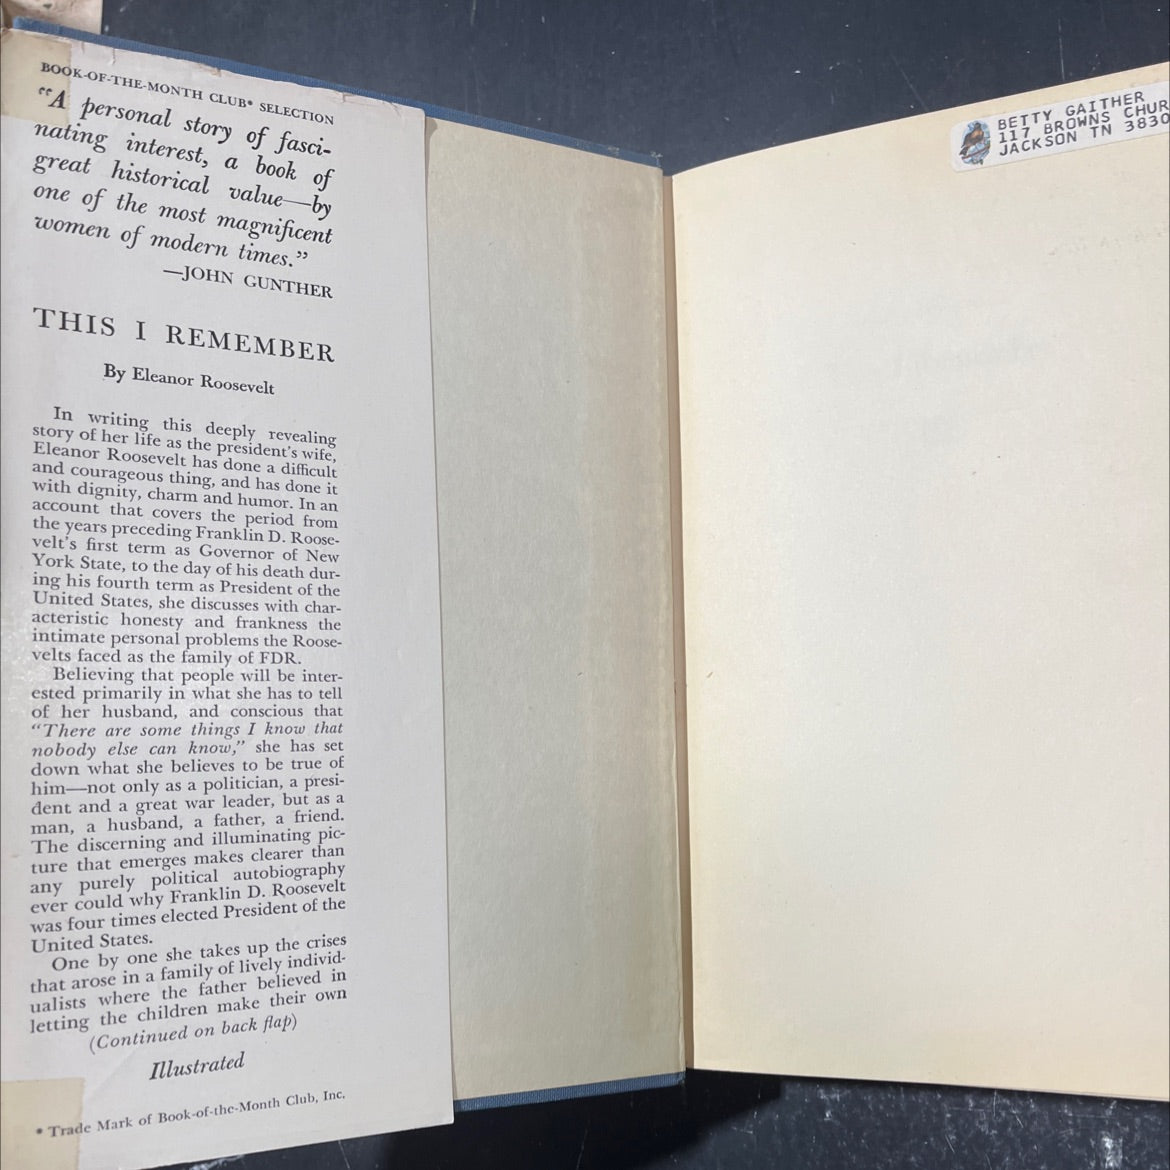 BOOK-OF-THE-MONTH CLUB* SELECTION
"A personal story of fasci-
nating interest, a book of
great historical value—by
one of the most magnificent
women of modern times."
—JOHN GUNTHER
THIS I REMEMBER
By Eleanor Roosevelt
In writing this deeply revealing
story of her life as the president's wife,
Eleanor Roosevelt has done a difficult
and courageous thing, and has done it
with dignity, charm and humor. In an
account that covers the period from
the years preceding Franklin D. Roose-
velt's first term as Governor of New
York State, to the day of his death dur-
ing his fourth term as President of the
United States, she discusses with char-
acteristic honesty and frankness the
intimate personal problems the Roose-
velts faced as the family of FDR.
Believing that people will be inter-
ested primarily in what she has to tell
of her husband, and conscious that
"There are some things I know that
nobody else can know," she has set
down what she believes to be true of
him—not only as a politician, a presi-
dent and a great war leader, but as a
man, a husband, a father, a friend.
The discerning and illuminating pic-
ture that emerges makes clearer than
any purely political autobiography
ever could why Franklin D. Roosevelt
was four times elected President of the
United States.
One by one she takes up the crises
that arose in a family of lively individ-
ualists where the father believed in
letting the children make their own
(Continued on back flap)
Illustrated
* Trade Mark of Book-of-the-Month Club, Inc.
BETTY GAITHER
117 BROWNS CHUR
JACKSON TN 3830